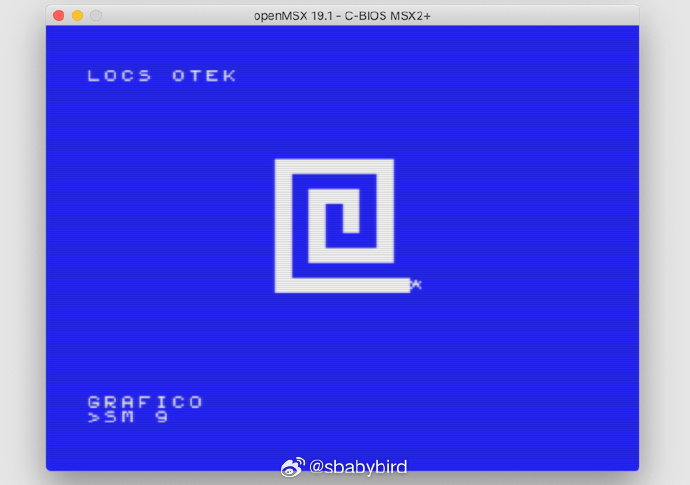 openMSX 19.1 - C-BIOS MSX2+
LOCS OTEK
GRAFICO
>SM 9
@sbabybird